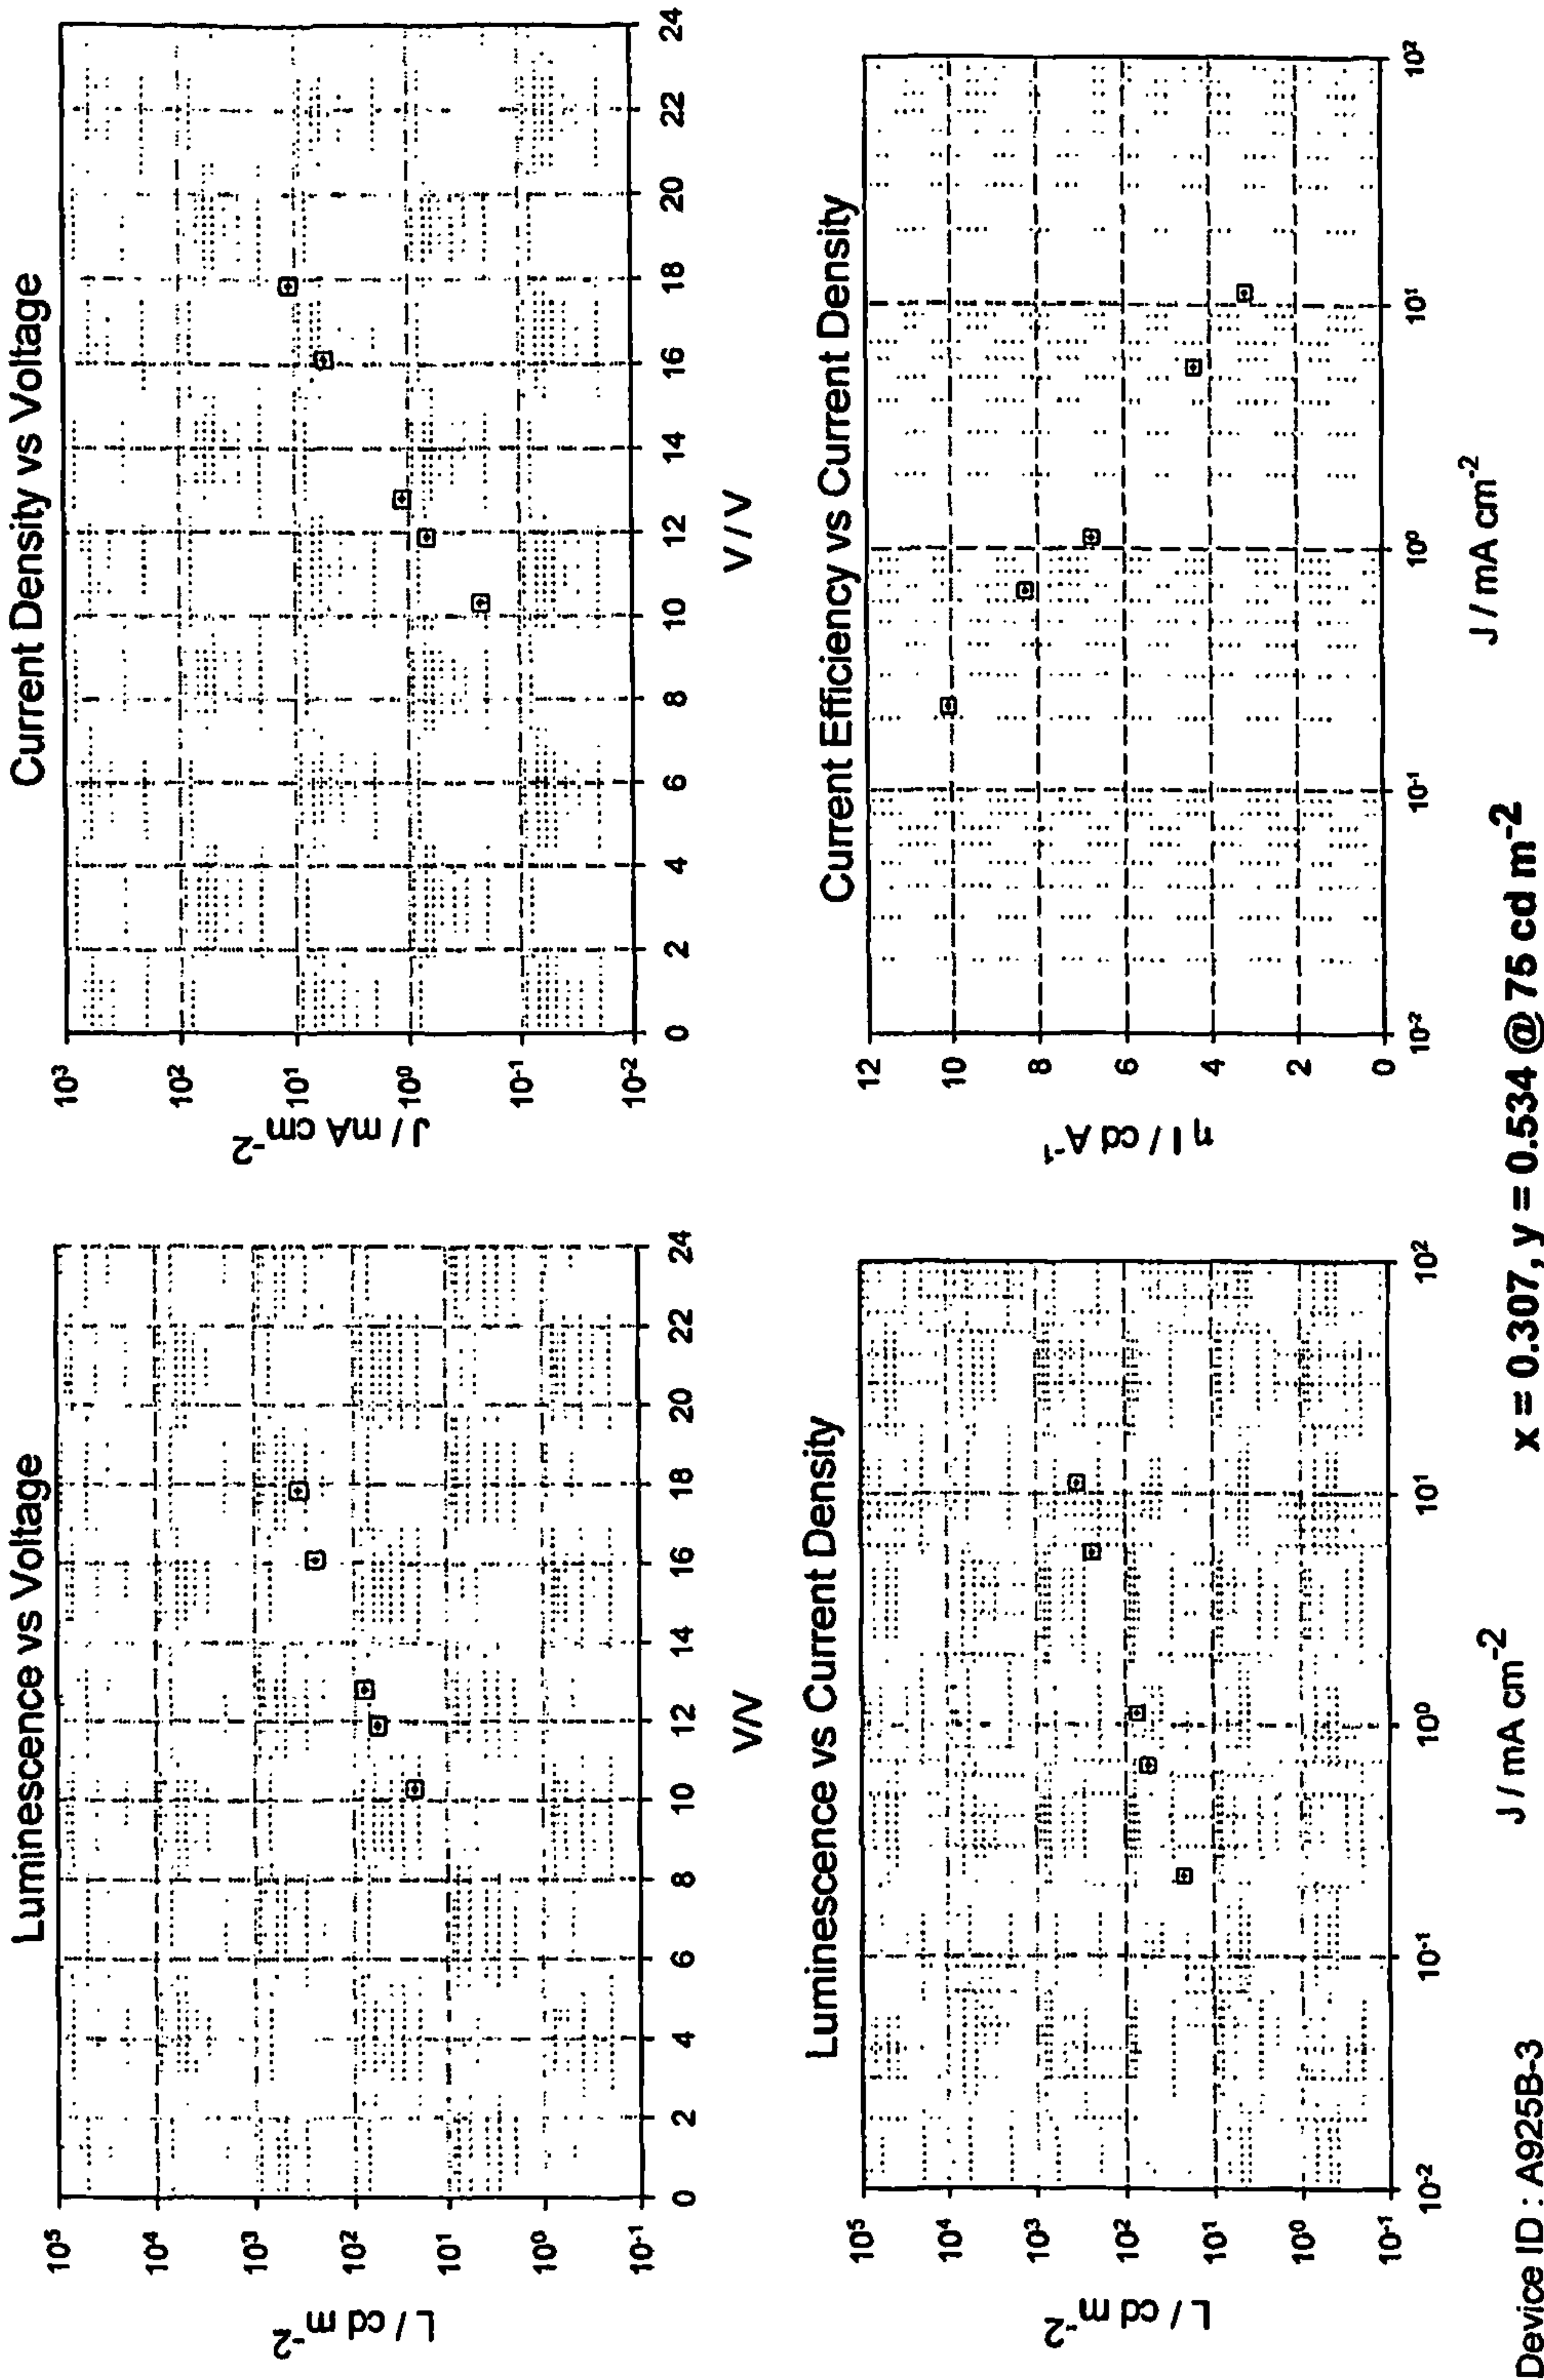 Luminescence vs Voltage
10⁵
10⁴
10³
10²
10¹
10⁰
10⁻¹
L / cd m⁻²
0 2 4 6 8 10 12 14 16 18 20 22 24
V/V
Current Density vs Voltage
10³
10²
10¹
10⁰
10⁻¹
10⁻²
J / mA cm⁻²
0 2 4 6 8 10 12 14 16 18 20 22 24
V / V
Luminescence vs Current Density
10⁵
10⁴
10³
10²
10¹
10⁰
10⁻¹
L / cd m⁻²
10⁻² 10⁻¹ 10⁰ 10¹ 10²
J / mA cm⁻²
Current Efficiency vs Current Density
12
10
8
6
4
2
0
η I / cd A⁻¹
10⁻² 10⁻¹ 10⁰ 10¹ 10²
J / mA cm⁻²
Device ID : A925B-3
x = 0.307, y = 0.534 @ 75 cd m⁻²